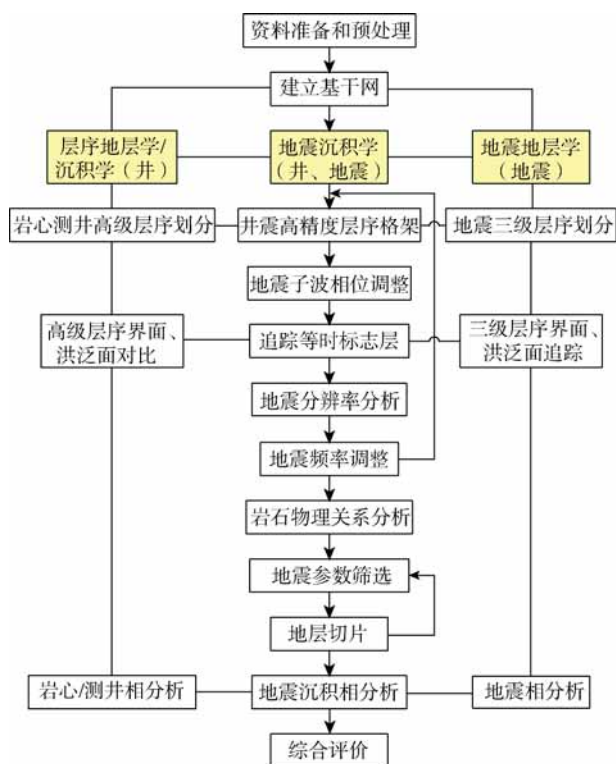 资料准备和预处理
建立基干网
层序地层学/
沉积学（井）
地震沉积学
（井、地震）
地震地层学
（地震）
岩心测井高级层序划分
井震高精度层序格架
地震三级层序划分
地震子波相位调整
高级层序界面、
洪泛面对比
追踪等时标志层
三级层序界面、
洪泛面追踪
地震分辨率分析
地震频率调整
岩石物理关系分析
地震参数筛选
地层切片
岩心/测井相分析
地震沉积相分析
地震相分析
综合评价